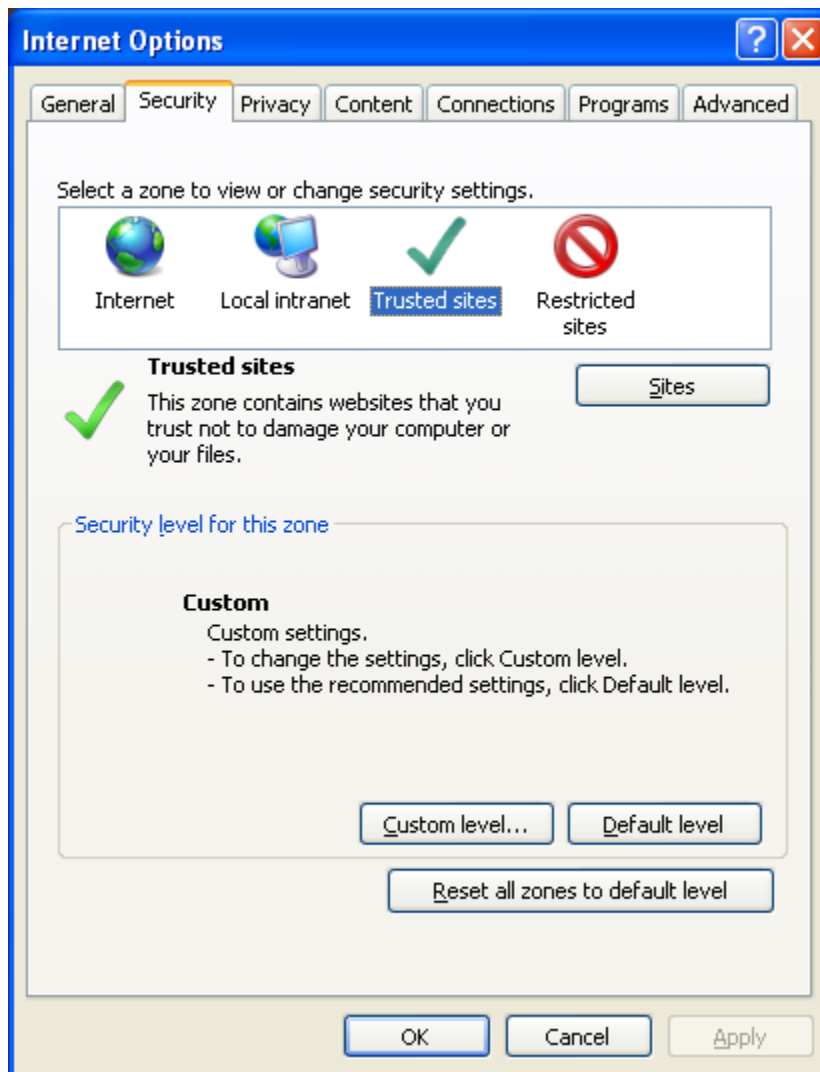 Internet Options
General Security Privacy Content Connections Programs Advanced
Select a zone to view or change security settings.
Internet Local intranet Trusted sites Restricted
sites
Trusted sites
Sites
This zone contains websites that you
trust not to damage your computer or
your files.
Security level for this zone
Custom
Custom settings.
- To change the settings, click Custom level.
- To use the recommended settings, click Default level.
Custom level... Default level
Reset all zones to default level
OK Cancel Apply